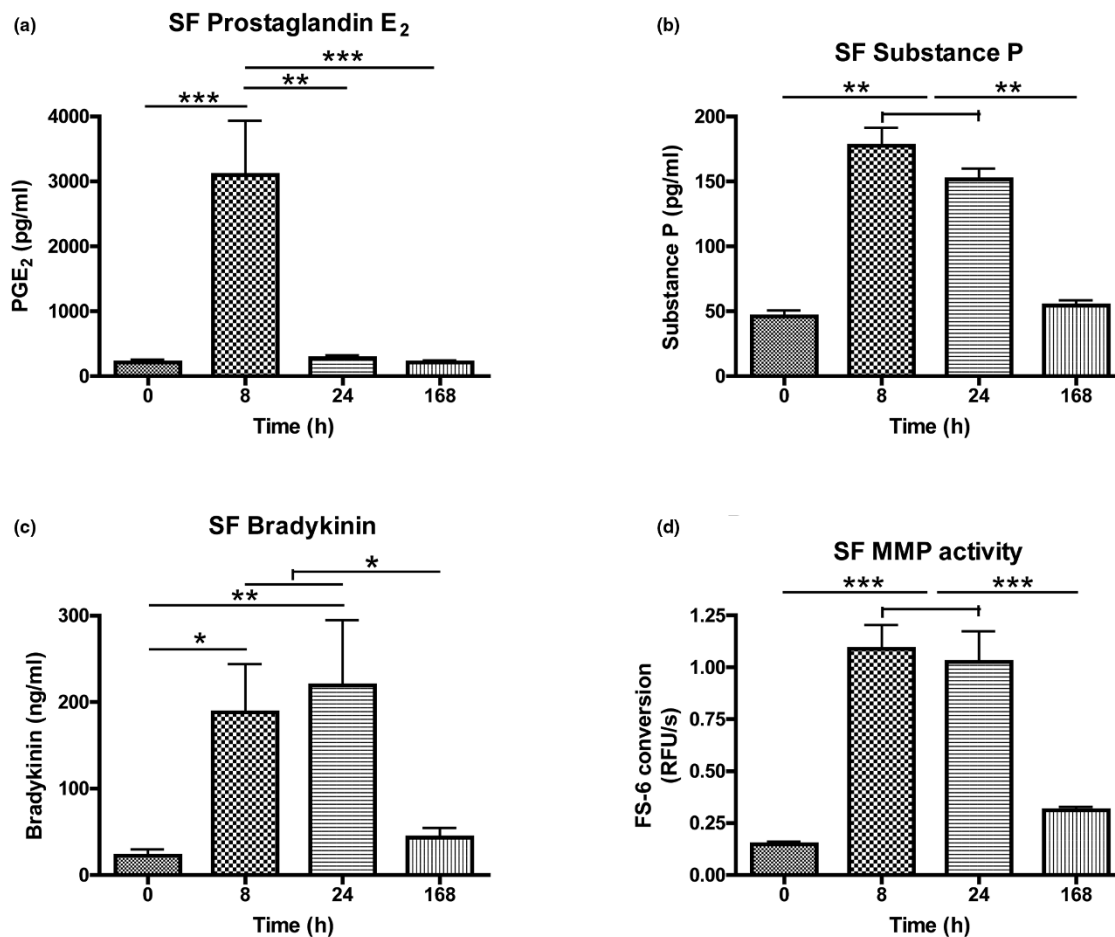 (a)
SF Prostaglandin E₂
***
**
***
4000
3000
2000
1000
0
PGE₂ (pg/ml)
0 8 24 168
Time (h)
(b)
SF Substance P
** **
200
150
100
50
0
Substance P (pg/ml)
0 8 24 168
Time (h)
(c)
SF Bradykinin
*
**
*
300
200
100
0
Bradykinin (ng/ml)
0 8 24 168
Time (h)
(d)
SF MMP activity
*** ***
1.25
1.00
0.75
0.50
0.25
0.00
FS-6 conversion
(RFU/s)
0 8 24 168
Time (h)